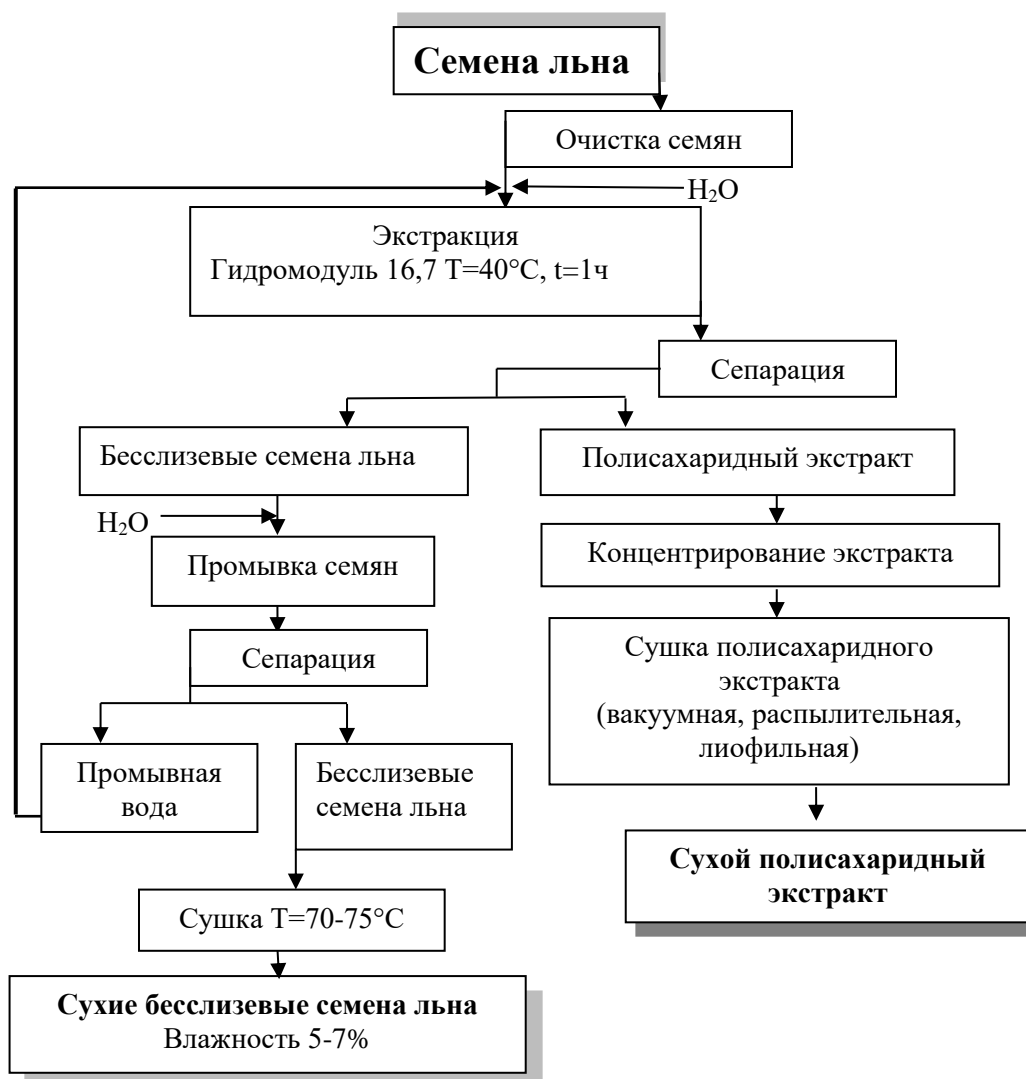 Семена льна
Очистка семян
H₂O
Экстракция
Гидромодуль 16,7 T=40°C, t=1ч
Сепарация
Бесслизевые семена льна
Полисахаридный экстракт
H₂O
Промывка семян
Концентрирование экстракта
Сепарация
Сушка полисахаридного
экстракта
(вакуумная, распылительная,
лиофильная)
Промывная
вода
Бесслизевые
семена льна
Сухой полисахаридный
экстракт
Сушка T=70-75°C
Сухие бесслизевые семена льна
Влажность 5-7%